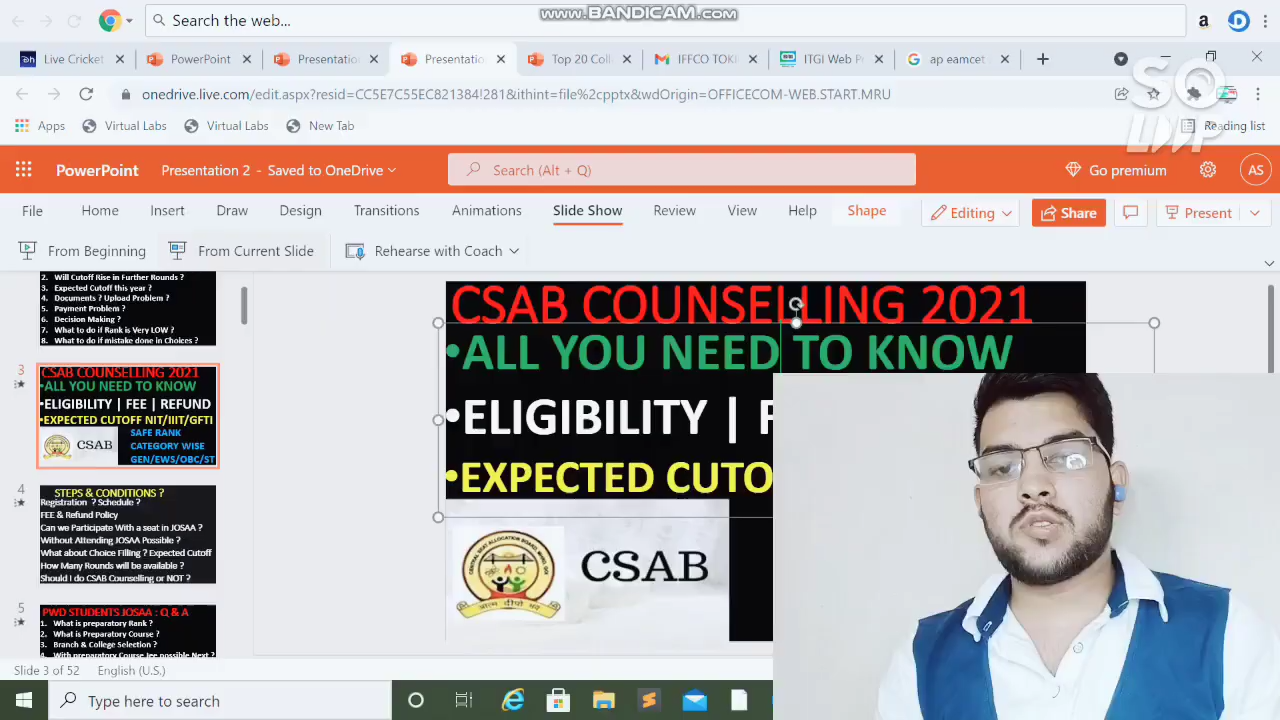 Search the web...
www.BANDICAM.com
a
Live Cricket
PowerPoint
Presentatio
Presentatio
Top 20 Coll
IFFCO TOKI
ITGI Web P
ap eamcet
onedrive.live.com/edit.aspx?resid=CC5E7C55EC821384!281&ithint=file%2cpptx&wdOrigin=OFFICECOM-WEB.START.MRU
Apps
Virtual Labs
Virtual Labs
New Tab
Reading list
PowerPoint
Presentation 2 - Saved to OneDrive
Search (Alt + Q)
Go premium
AS
File
Home
Insert
Draw
Design
Transitions
Animations
Slide Show
Review
View
Help
Shape
Editing
Share
Present
From Beginning
From Current Slide
Rehearse with Coach
2. Will Cutoff Rise in Further Rounds ?
3. Expected Cutoff this year ?
4. Documents ? Upload Problem ?
5. Payment Problem ?
6. Decision Making ?
7. What to do if Rank is Very LOW ?
8. What to do if mistake done in Choices ?
3
CSAB COUNSELLING 2021
•ALL YOU NEED TO KNOW
•ELIGIBILITY | FEE | REFUND
•EXPECTED CUTOFF NIT/IIIT/GFTI
CSAB
SAFE RANK
CATEGORY WISE
GEN/EWS/OBC/ST
4
STEPS & CONDITIONS ?
Registration ? Schedule ?
FEE & Refund Policy
Can we Participate With a seat in JOSAA ?
Without Attending JOSAA Possible ?
What about Choice Filling ? Expected Cutoff
How Many Rounds will be available ?
Should I do CSAB Counselling or NOT ?
5
PWD STUDENTS JOSAA : Q & A
1. What is preparatory Rank ?
2. What is Preparatory Course ?
3. Branch & College Selection ?
4. With preparatory Course Jee possible Next ?
CSAB COUNSELLING 2021
•ALL YOU NEED TO KNOW
•ELIGIBILITY | F
•EXPECTED CUTO
CSAB
Slide 3 of 52
English (U.S.)
Type here to search